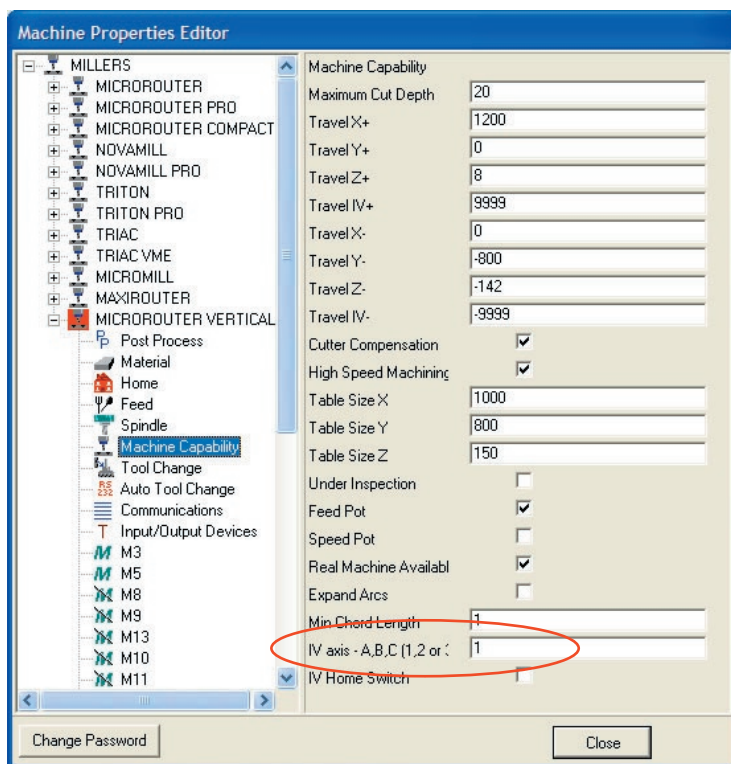 Machine Properties Editor
MILLERS
MICROROUTER
MICROROUTER PRO
MICROROUTER COMPACT
NOVAMILL
NOVAMILL PRO
TRITON
TRITON PRO
TRIAC
TRIAC VME
MICROMILL
MAXIROUTER
MICROROUTER VERTICAL
PP Post Process
Material
Home
Feed
Spindle
Machine Capability
Tool Change
RS 232 Auto Tool Change
Communications
T Input/Output Devices
M M3
M M5
M M8
M M9
M M13
M M10
M M11
Machine Capability
Maximum Cut Depth 20
Travel X+ 1200
Travel Y+ 0
Travel Z+ 8
Travel IV+ 9999
Travel X- 0
Travel Y- -800
Travel Z- -142
Travel IV- -9999
Cutter Compensation
High Speed Machining
Table Size X 1000
Table Size Y 800
Table Size Z 150
Under Inspection
Feed Pot
Speed Pot
Real Machine Availabl
Expand Arcs
Min Chord Length 1
IV axis - A,B,C (1,2 or 1
IV Home Switch
Change Password
Close